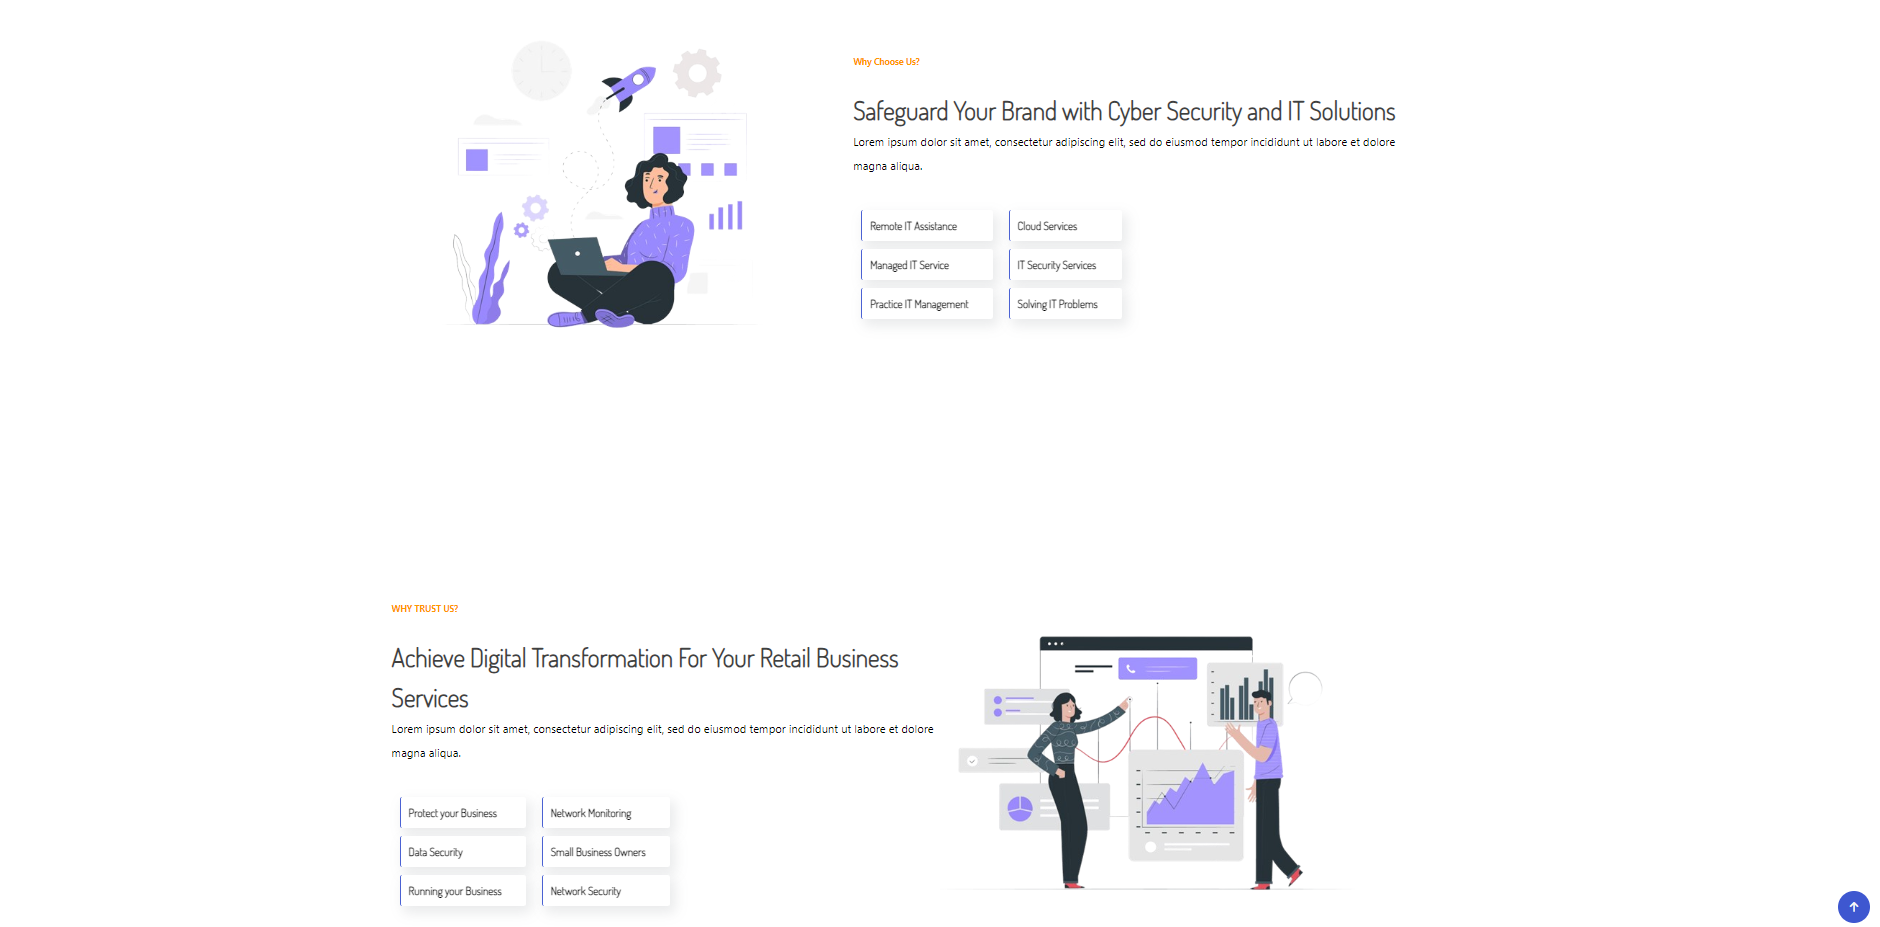 Why Choose Us?
Safeguard Your Brand with Cyber Security and IT Solutions
Lorem ipsum dolor sit amet, consectetur adipiscing elit, sed do eiusmod tempor incididunt ut labore et dolore
magna aliqua.
Remote IT Assistance
Cloud Services
Managed IT Service
IT Security Services
Practice IT Management
Solving IT Problems
WHY TRUST US?
Achieve Digital Transformation For Your Retail Business
Services
Lorem ipsum dolor sit amet, consectetur adipiscing elit, sed do eiusmod tempor incididunt ut labore et dolore
magna aliqua.
Protect your Business
Network Monitoring
Data Security
Small Business Owners
Running your Business
Network Security